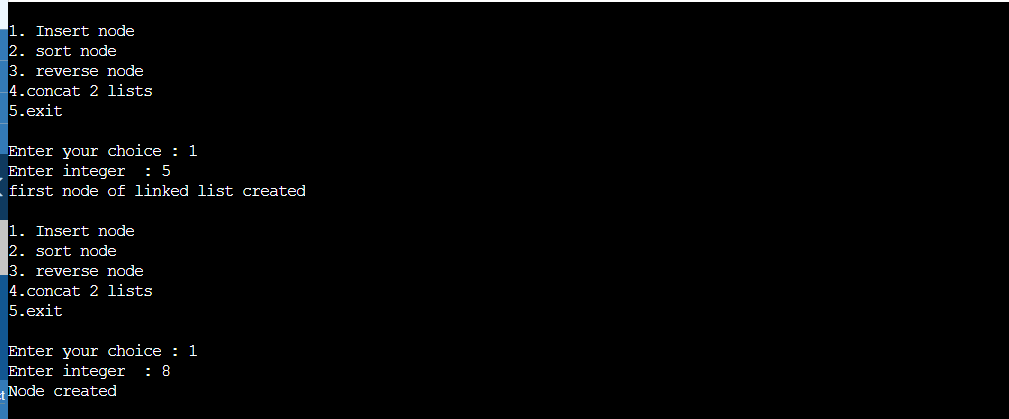 1. Insert node
2. sort node
3. reverse node
4.concat 2 lists
5.exit
Enter your choice : 1
Enter integer  : 5
first node of linked list created
1. Insert node
2. sort node
3. reverse node
4.concat 2 lists
5.exit
Enter your choice : 1
Enter integer  : 8
Node created